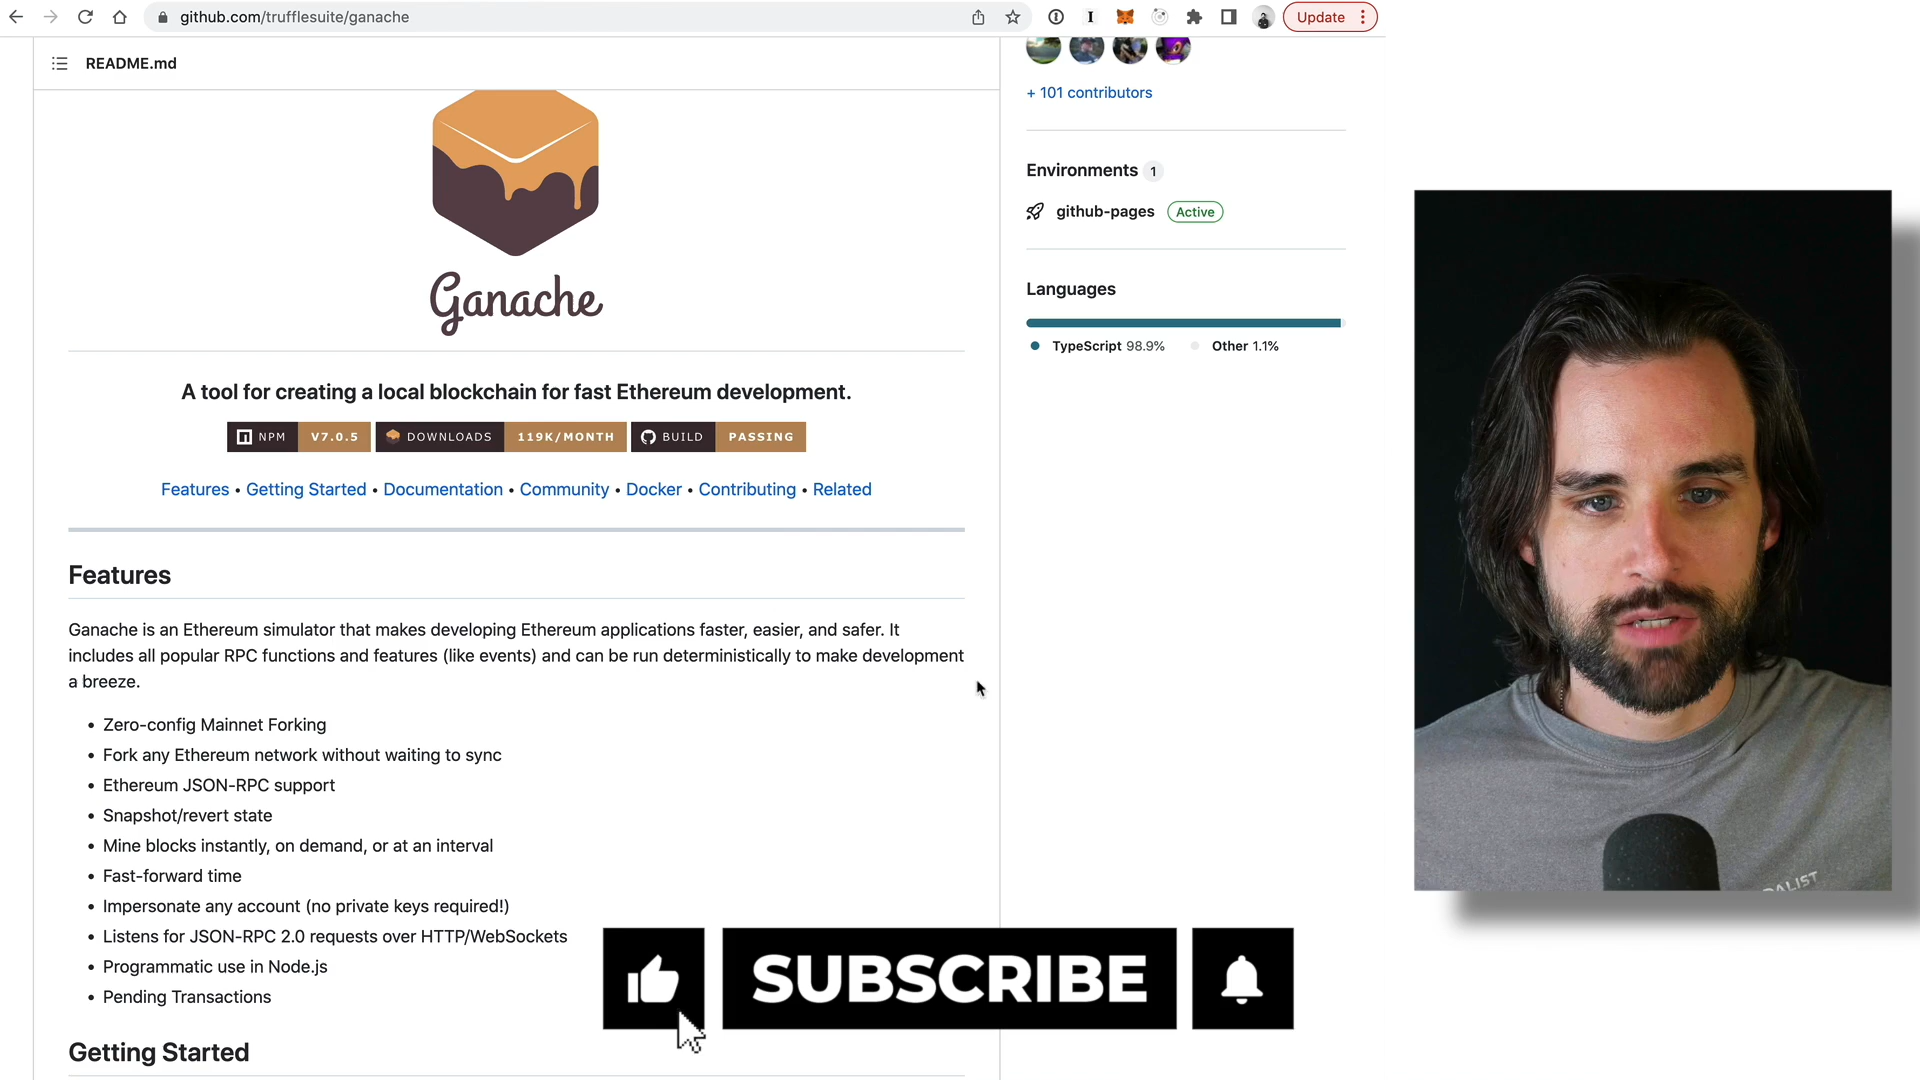 github.com/trufflesuite/ganache
Update
README.md
+ 101 contributors
Environments 1
github-pages Active
Languages
TypeScript 98.9% Other 1.1%
Ganache
A tool for creating a local blockchain for fast Ethereum development.
NPM V7.0.5 DOWNLOADS 119K/MONTH BUILD PASSING
Features • Getting Started • Documentation • Community • Docker • Contributing • Related
Features
Ganache is an Ethereum simulator that makes developing Ethereum applications faster, easier, and safer. It
includes all popular RPC functions and features (like events) and can be run deterministically to make development
a breeze.
• Zero-config Mainnet Forking
• Fork any Ethereum network without waiting to sync
• Ethereum JSON-RPC support
• Snapshot/revert state
• Mine blocks instantly, on demand, or at an interval
• Fast-forward time
• Impersonate any account (no private keys required!)
• Listens for JSON-RPC 2.0 requests over HTTP/WebSockets
• Programmatic use in Node.js
• Pending Transactions
Getting Started
SUBSCRIBE